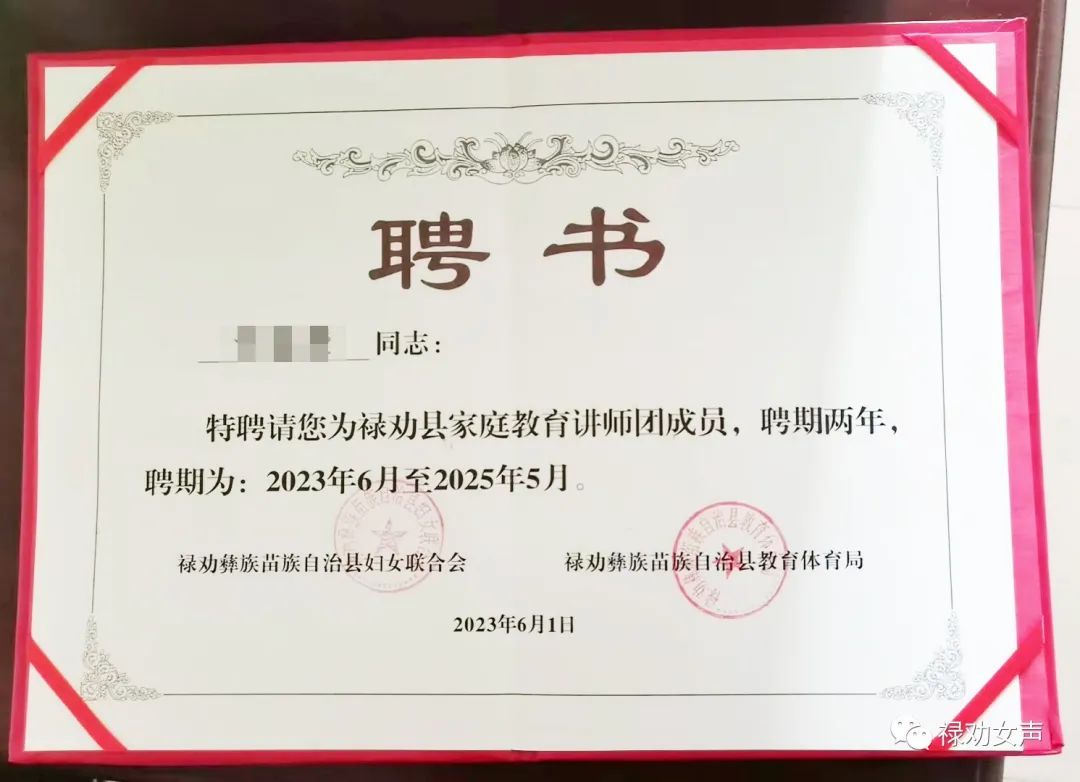 聘书
同志：
特聘请您为禄劝县家庭教育讲师团成员，聘期两年，
聘期为：2023年6月至2025年5月。
禄劝彝族苗族自治县妇女联合会
禄劝彝族苗族自治县教育体育局
2023年6月1日
禄劝女声